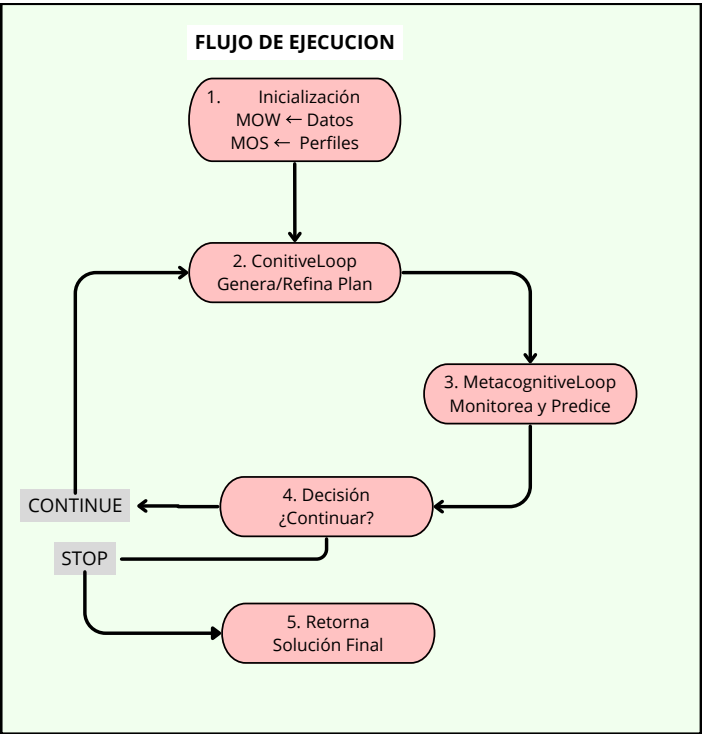 FLUJO DE EJECUCION
1. Inicialización
MOW ← Datos
MOS ← Perfiles
2. ConitiveLoop
Genera/Refina Plan
3. MetacognitiveLoop
Monitorea y Predice
4. Decisión
¿Continuar?
CONTINUE
STOP
5. Retorna
Solución Final